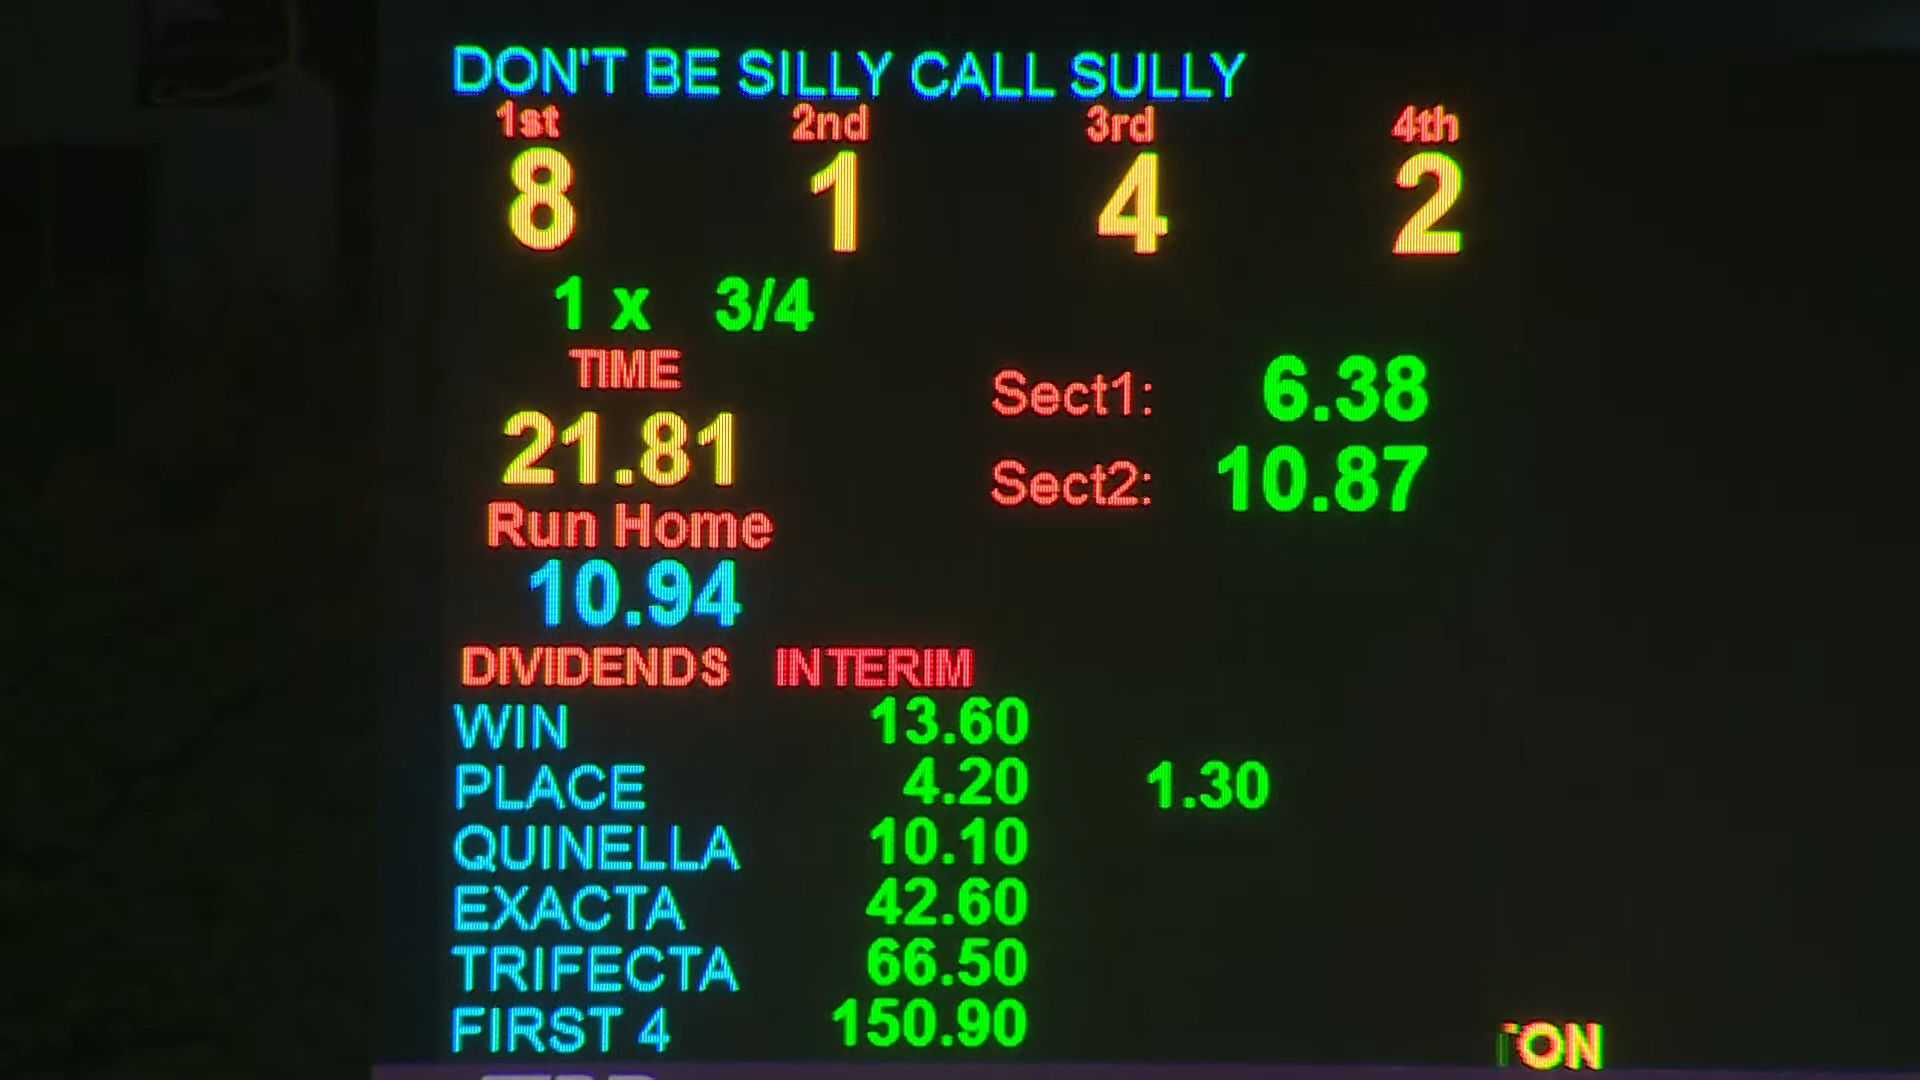 DON'T BE SILLY CALL SULLY
1st 2nd 3rd 4th
8 1 4 2
1 x 3/4
TIME
21.81
Sect1: 6.38
Sect2: 10.87
Run Home
10.94
DIVIDENDS INTERIM
WIN 13.60
PLACE 4.20 1.30
QUINELLA 10.10
EXACTA 42.60
TRIFECTA 66.50
FIRST 4 150.90